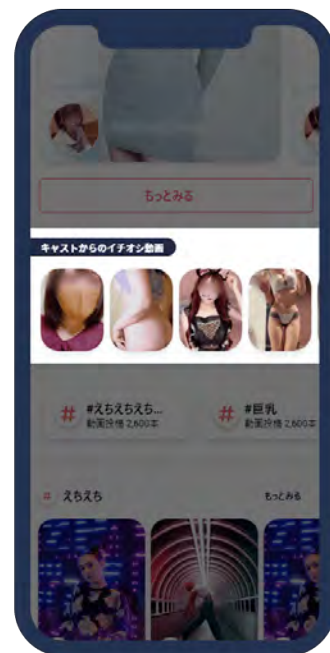 もっとみる
キャストからのイチオシ動画
#
#えちえちえち...
動画投稿 2,600本
#
#巨乳
動画投稿 2,600本
# えちえち
もっとみる